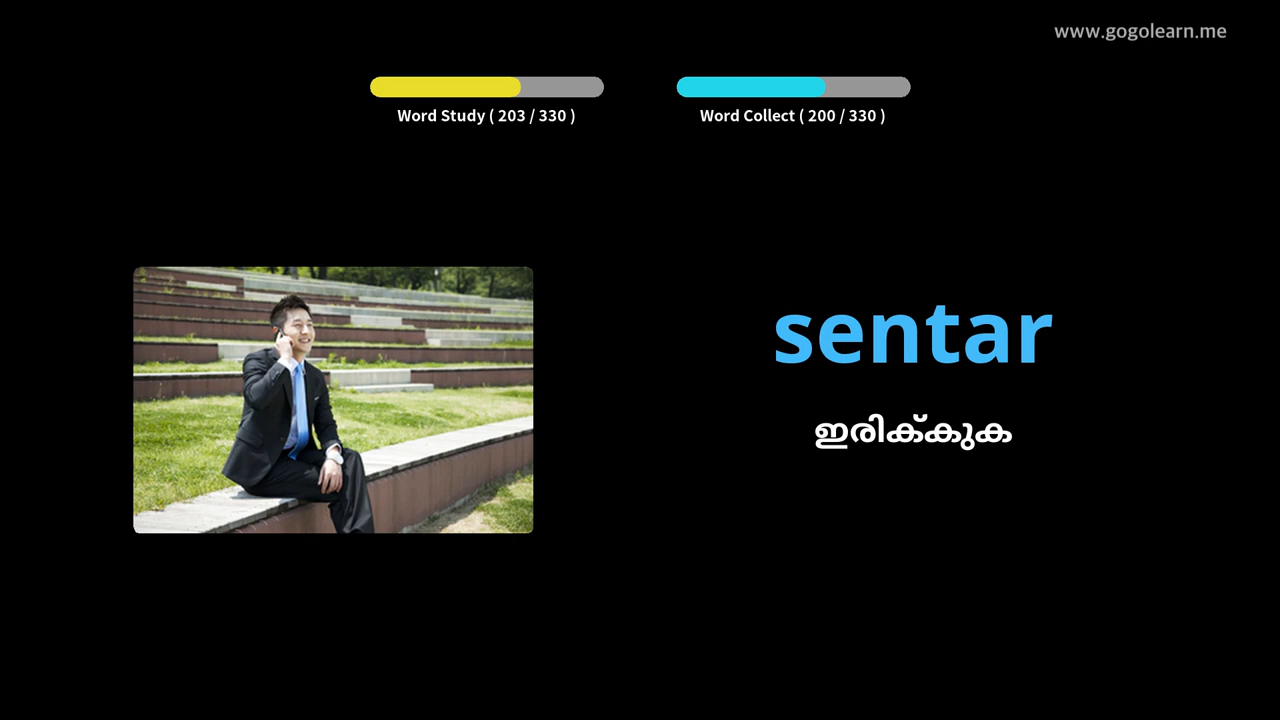 www.gogolearn.me
Word Study ( 203 / 330 )
Word Collect ( 200 / 330 )
sentar
ഇരിക്കുക